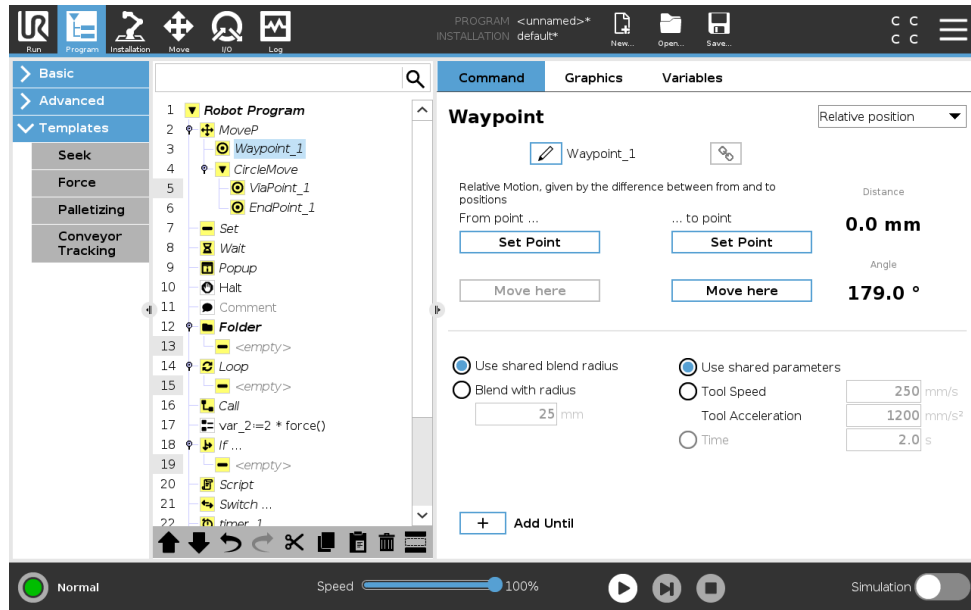 PROGRAM <unnamed>*
INSTALLATION default*
C C
C C
UR
Run
Program
Installation
Move
I/O
Log
New...
Open...
Save...
Basic
Advanced
Templates
Seek
Force
Palletizing
Conveyor
Tracking
1 Robot Program
2 MoveP
3 Waypoint_1
4 CircleMove
5 ViaPoint_1
6 EndPoint_1
7 Set
8 Wait
9 Popup
10 Halt
11 Comment
12 Folder
13 <empty>
14 Loop
15 <empty>
16 Call
17 var_2:=2 * force()
18 If ...
19 <empty>
20 Script
21 Switch ...
22 timer_1
Command
Graphics
Variables
Waypoint
Relative position
Waypoint_1
Relative Motion, given by the difference between from and to
positions
From point ...
... to point
Set Point
Set Point
Move here
Move here
Distance
0.0 mm
Angle
179.0 °
Use shared blend radius
Blend with radius
25 mm
Use shared parameters
Tool Speed 250 mm/s
Tool Acceleration 1200 mm/s²
Time 2.0 s
+ Add Until
Normal
Speed 100%
Simulation